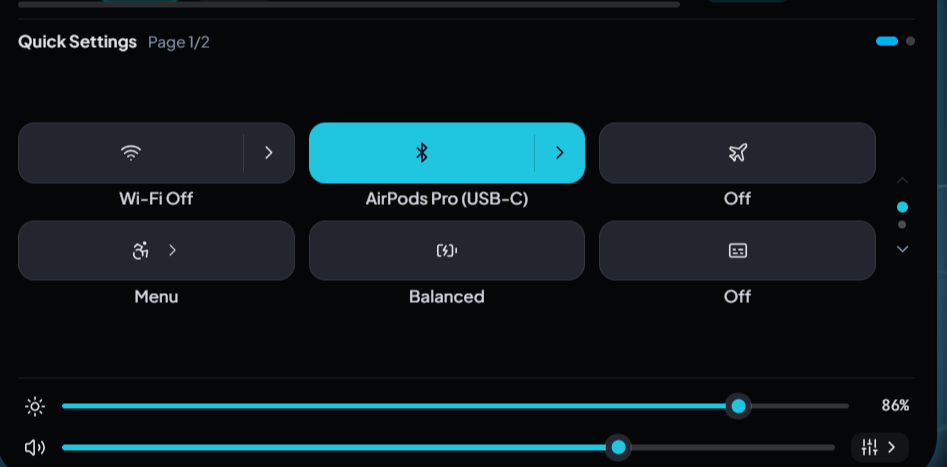 Quick Settings Page 1/2
Wi-Fi Off
AirPods Pro (USB-C)
Off
Menu
Balanced
Off
86%